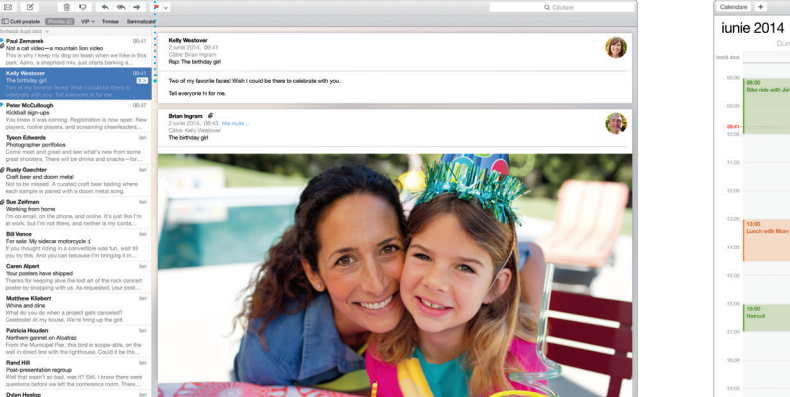 Căutare
Cutii poștale
Primite (2)
VIP
Trimise
Semnalizate
Sortează după dată
Paul Zemanek 09:41
Not a cat video—a mountain lion video
This is why I keep my dog on leash when we hike in this
park. Astro, a shepherd mix, just starts barking a…
Kelly Westover 09:41
The birthday girl 2
Two of my favorite faces! Wish I could be there to
celebrate with you. Tell everyone hi for me.
Peter McCullough 08:47
Kickball sign-ups
You knew it was coming: Registration is now open. New
players, rookie players, and screaming cheerleaders…
Tyson Edwards Ieri
Photographer portfolios
Come meet and greet and see what's new from some
great shooters. There will be drinks and snacks—for…
Rusty Gaechter Ieri
Craft beer and doom metal
Not to be missed. A curated craft beer tasting where
each sample is paired with a doom metal song.
Sue Zeifman Ieri
Working from home
I'm on email, on the phone, and online. It's just like I'm
at work, but I'm not there, and neither is my conta…
Bill Vance Ieri
For sale: My sidecar motorcycle :(
If you thought riding in a convertible was fun, wait till
you try this. And you can because I'm bringing it in…
Caren Alpert Ieri
Your posters have shipped
Thanks for keeping alive the lost art of the rock concert
poster by shopping with us. As requested, your post…
Matthew Kliebert Ieri
Whine and dine
What do you do when a project gets canceled?
Celebrate! At my house. We're firing up the grill.
Patricia Houden Ieri
Northern gannet on Alcatraz
From the Municipal Pier, this bird is scope-able, on the
wall in direct line with the lighthouse. Could it be the…
Rand Hill Ieri
Post-presentation regroup
Well that wasn't so bad, was it? Still, I know there were
questions before we left the conference room. There…
Dylan Heslop Ieri
Kelly Westover
2 iunie 2014, 09:41
Către: Brian Ingram
Rsp: The birthday girl
Two of my favorite faces! Wish I could be there to celebrate with you.
Tell everyone hi for me.
Brian Ingram
2 iunie 2014, 08:43 Mai multe…
Către: Kelly Westover
The birthday girl
Calendare +
iunie 2014
toată ziua
08:00
08:00
Bike ride with Jim
09:00
09:41
10:00
11:00
12:00
13:00
13:00
Lunch with Mom
14:00
15:00
16:00
16:00
Haircut
17:00
18:00
19:00